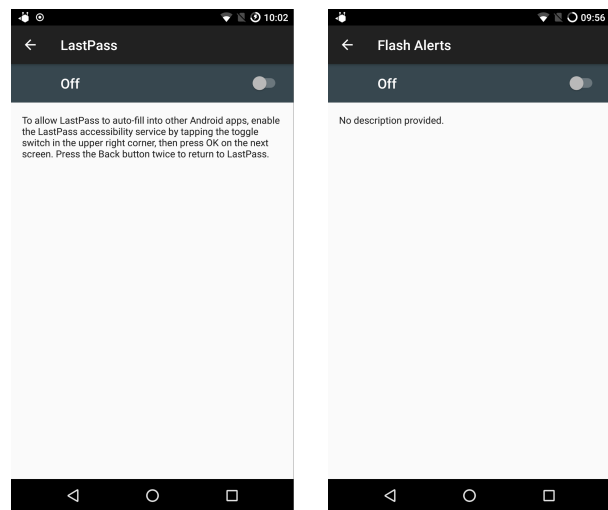 10:02
LastPass
Off
To allow LastPass to auto-fill into other Android apps, enable
the LastPass accessibility service by tapping the toggle
switch in the upper right corner, then press OK on the next
screen. Press the Back button twice to return to LastPass.
09:56
Flash Alerts
Off
No description provided.